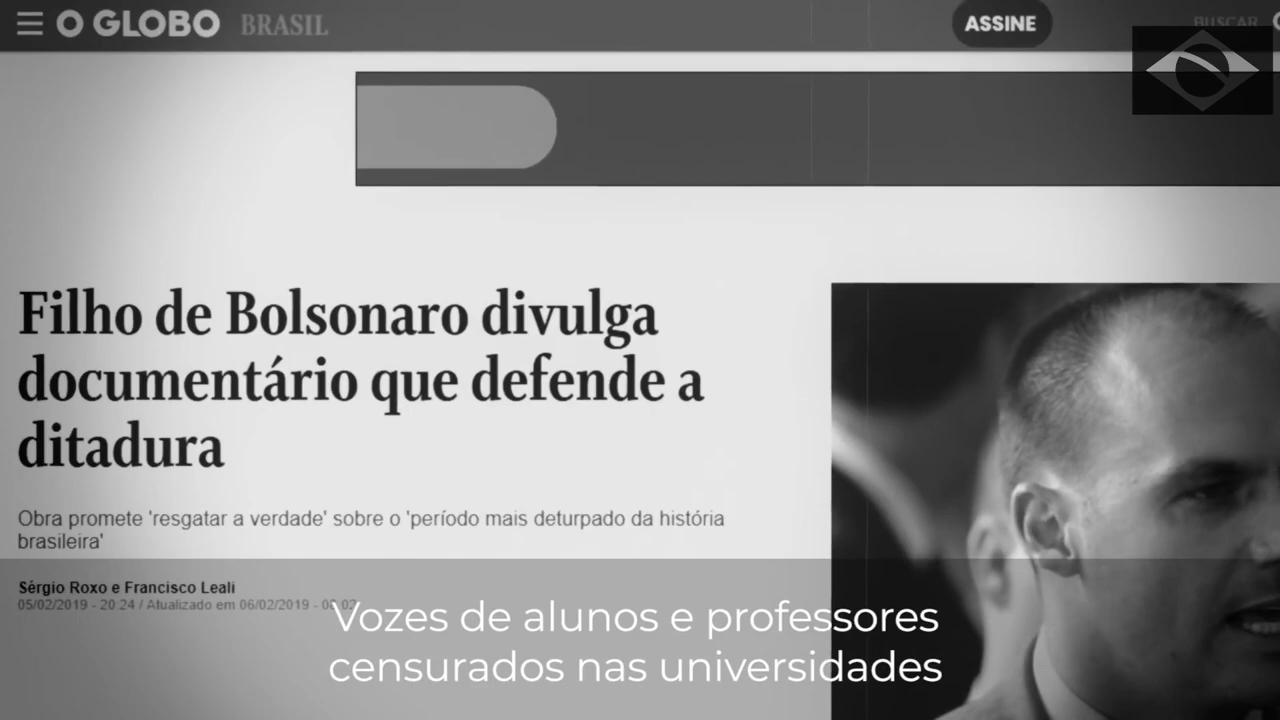 O GLOBO BRASIL ASSINE BUSCAR
Filho de Bolsonaro divulga
documentário que defende a
ditadura
Obra promete 'resgatar a verdade' sobre o 'período mais deturpado da história
brasileira'
Sérgio Roxo e Francisco Leali
05/02/2019 - 20:24 / Atualizado em 06/02/2019 -
Vozes de alunos e professores
censurados nas universidades